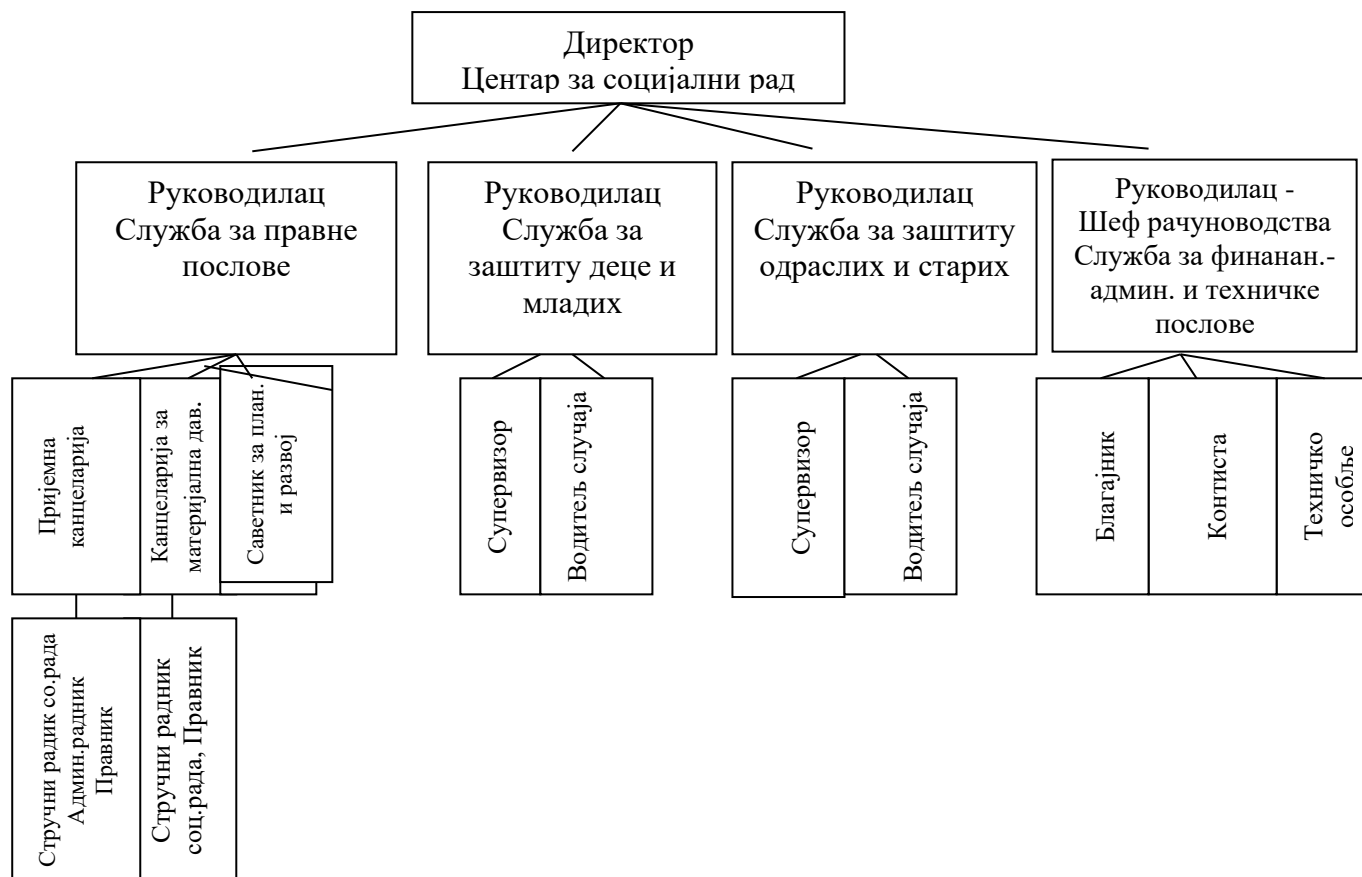 Директор
Центар за социјални рад
Руководилац
Служба за правне
послове
Руководилац
Служба за
заштиту деце и
младих
Руководилац
Служба за заштиту
одраслих и старих
Руководилац -
Шеф рачуноводства
Служба за финанан.-
админ. и техничке
послове
Пријемна
канцеларија
Канцеларија за
материјална дав.
Саветник за план.
и развој
Супервизор
Водитељ случаја
Супервизор
Водитељ случаја
Благајник
Контиста
Техничко
особље
Стручни радик со.рада
Админ.радник
Правник
Стручни радник
соц.рада, Правник